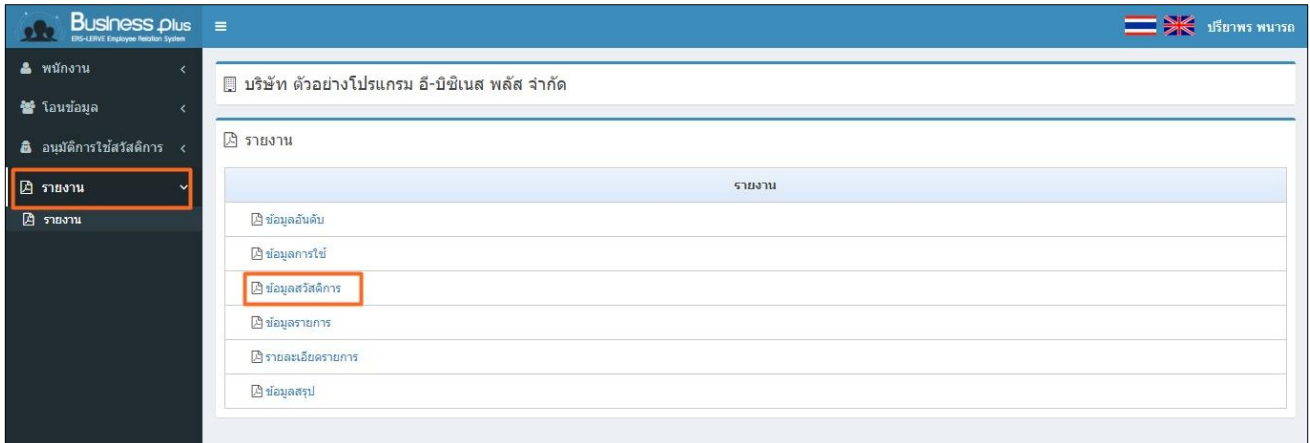 Business Plus
ERS-LERVE Employee Relation System
ปรียาพร พนารถ
พนักงาน
โอนข้อมูล
อนุมัติการใช้สวัสดิการ
รายงาน
รายงาน
บริษัท ตัวอย่างโปรแกรม อี-บิซิเนส พลัส จำกัด
รายงาน
รายงาน
ข้อมูลอันดับ
ข้อมูลการใช้
ข้อมูลสวัสดิการ
ข้อมูลรายการ
รายละเอียดรายการ
ข้อมูลสรุป